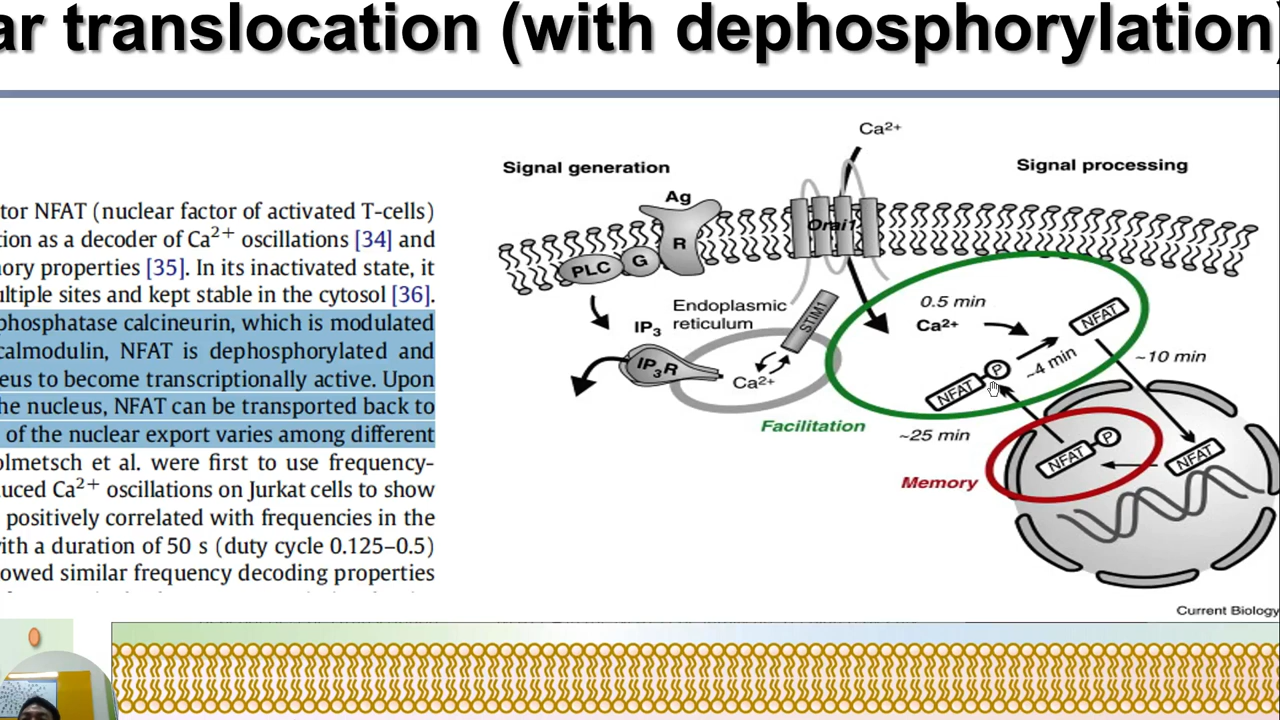 ar translocation (with dephosphorylation)
tor NFAT (nuclear factor of activated T-cells)
tion as a decoder of Ca2+ oscillations [34] and
ory properties [35]. In its inactivated state, it
ultiple sites and kept stable in the cytosol [36].
phosphatase calcineurin, which is modulated
calmodulin, NFAT is dephosphorylated and
eus to become transcriptionally active. Upon
he nucleus, NFAT can be transported back to
of the nuclear export varies among different
olmetsch et al. were first to use frequency-
uced Ca2+ oscillations on Jurkat cells to show
positively correlated with frequencies in the
ith a duration of 50 s (duty cycle 0.125–0.5)
owed similar frequency decoding properties
Ca2+
Signal generation
Signal processing
Ag
R
G
PLC
Orai1
Endoplasmic
reticulum
STIM1
IP3
IP3R
Ca2+
0.5 min
Ca2+
NFAT
~4 min
P
NFAT
~10 min
Facilitation
~25 min
P
NFAT
NFAT
Memory
Current Biology